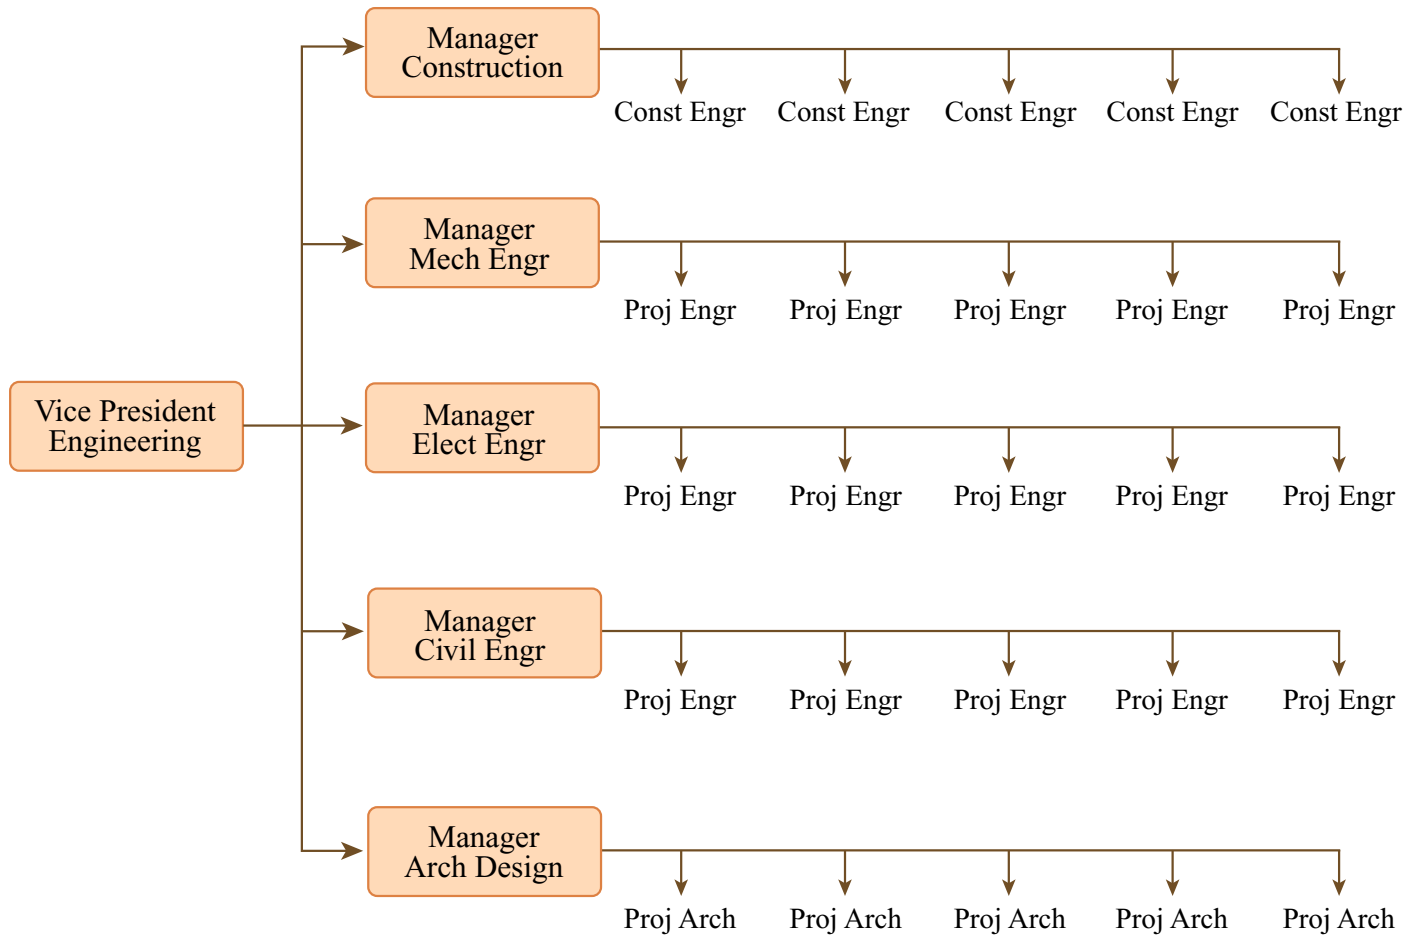 Manager
Construction
Const Engr Const Engr Const Engr Const Engr Const Engr
Manager
Mech Engr
Proj Engr Proj Engr Proj Engr Proj Engr Proj Engr
Vice President
Engineering
Manager
Elect Engr
Proj Engr Proj Engr Proj Engr Proj Engr Proj Engr
Manager
Civil Engr
Proj Engr Proj Engr Proj Engr Proj Engr Proj Engr
Manager
Arch Design
Proj Arch Proj Arch Proj Arch Proj Arch Proj Arch